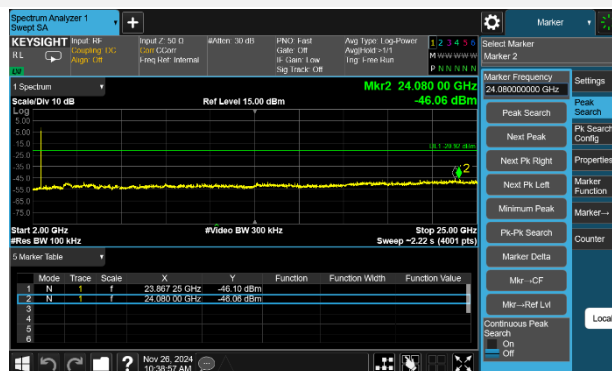 Spectrum Analyzer 1
Swept SA
Marker
KEYSIGHT Input: RF Input Z: 50 Ω #Atten: 30 dB PNO: Fast Avg Type: Log-Power 1 2 3 4 5 6
RL Coupling: DC Corr CCorr Gate: Off Avg|Hold:>1/1 M W W W W W
Align: Off Freq Ref: Internal IF Gain: Low Trig: Free Run
Sig Track: Off P N N N N N
LW
Select Marker
Marker 2
1 Spectrum
Mkr2 24.080 00 GHz
Scale/Div 10 dB Ref Level 15.00 dBm -46.06 dBm
Log
5.00
-5.00
-15.0
-25.0
-35.0
-45.0
-55.0
-65.0
-75.0
2
Start 2.00 GHz #Video BW 300 kHz Stop 25.00 GHz
#Res BW 100 kHz Sweep ~2.22 s (4001 pts)
5 Marker Table
Mode Trace Scale X Y Function Function Width Function Value
1 N 1 f 23.867 25 GHz -46.10 dBm
2 N 1 f 24.080 00 GHz -46.06 dBm
3
4
5
6
Marker Frequency
24.080000000 GHz
Peak Search
Next Peak
Next Pk Right
Next Pk Left
Minimum Peak
Pk-Pk Search
Marker Delta
Mkr→CF
Mkr→Ref Lvl
Continuous Peak
Search
On
Off
Settings
Peak
Search
Pk Search
Config
Properties
Marker
Function
Marker→
Counter
Local
Nov 26, 2024
10:38:57 AM